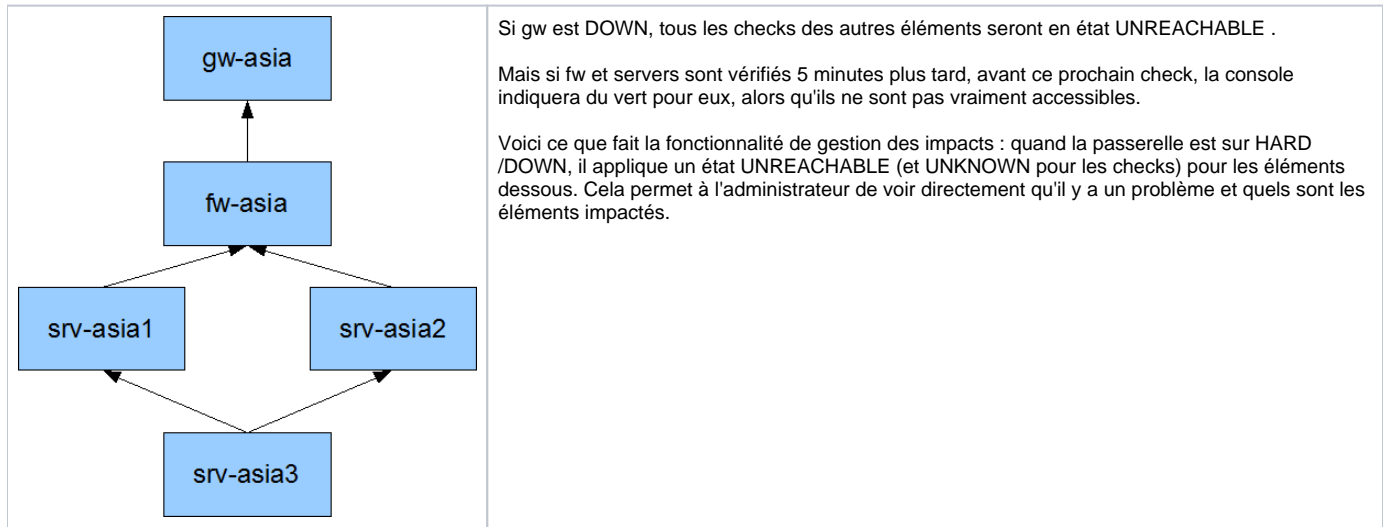 gw-asia
fw-asia
srv-asia1
srv-asia2
srv-asia3
Si gw est DOWN, tous les checks des autres éléments seront en état UNREACHABLE .
Mais si fw et servers sont vérifiés 5 minutes plus tard, avant ce prochain check, la console
indiquera du vert pour eux, alors qu'ils ne sont pas vraiment accessibles.
Voici ce que fait la fonctionnalité de gestion des impacts : quand la passerelle est sur HARD
/DOWN, il applique un état UNREACHABLE (et UNKNOWN pour les checks) pour les éléments
dessous. Cela permet à l'administrateur de voir directement qu'il y a un problème et quels sont les
éléments impactés.